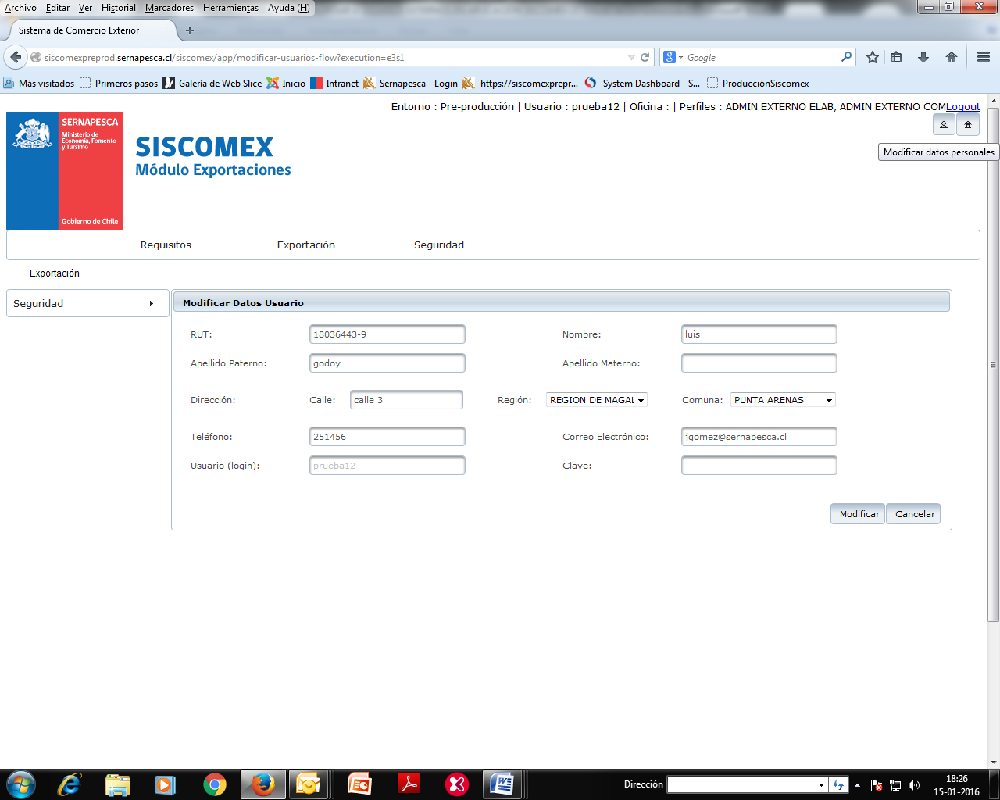 Archivo Editar Ver Historial Marcadores Herramientas Ayuda (H)
Sistema de Comercio Exterior
siscomexpreprod.sernapesca.cl/siscomex/app/modificar-usuarios-flow?execution=e3s1
Google
Más visitados Primeros pasos Galería de Web Slice Inicio Intranet Sernapesca - Login https://siscomexprepr... System Dashboard - S... ProducciónSiscomex
Entorno : Pre-producción | Usuario : prueba12 | Oficina : | Perfiles : ADMIN EXTERNO ELAB, ADMIN EXTERNO COMLogout
SERNAPESCA
Ministerio de
Economía, Fomento
y Turismo
Gobierno de Chile
SISCOMEX
Módulo Exportaciones
Modificar datos personales
Requisitos Exportación Seguridad
Exportación
Seguridad
Modificar Datos Usuario
RUT: 18036443-9 Nombre: luis
Apellido Paterno: godoy Apellido Materno:
Dirección: Calle: calle 3 Región: REGION DE MAGAL Comuna: PUNTA ARENAS
Teléfono: 251456 Correo Electrónico: jgomez@sernapesca.cl
Usuario (login): prueba12 Clave:
Modificar Cancelar
Dirección
18:26
15-01-2016